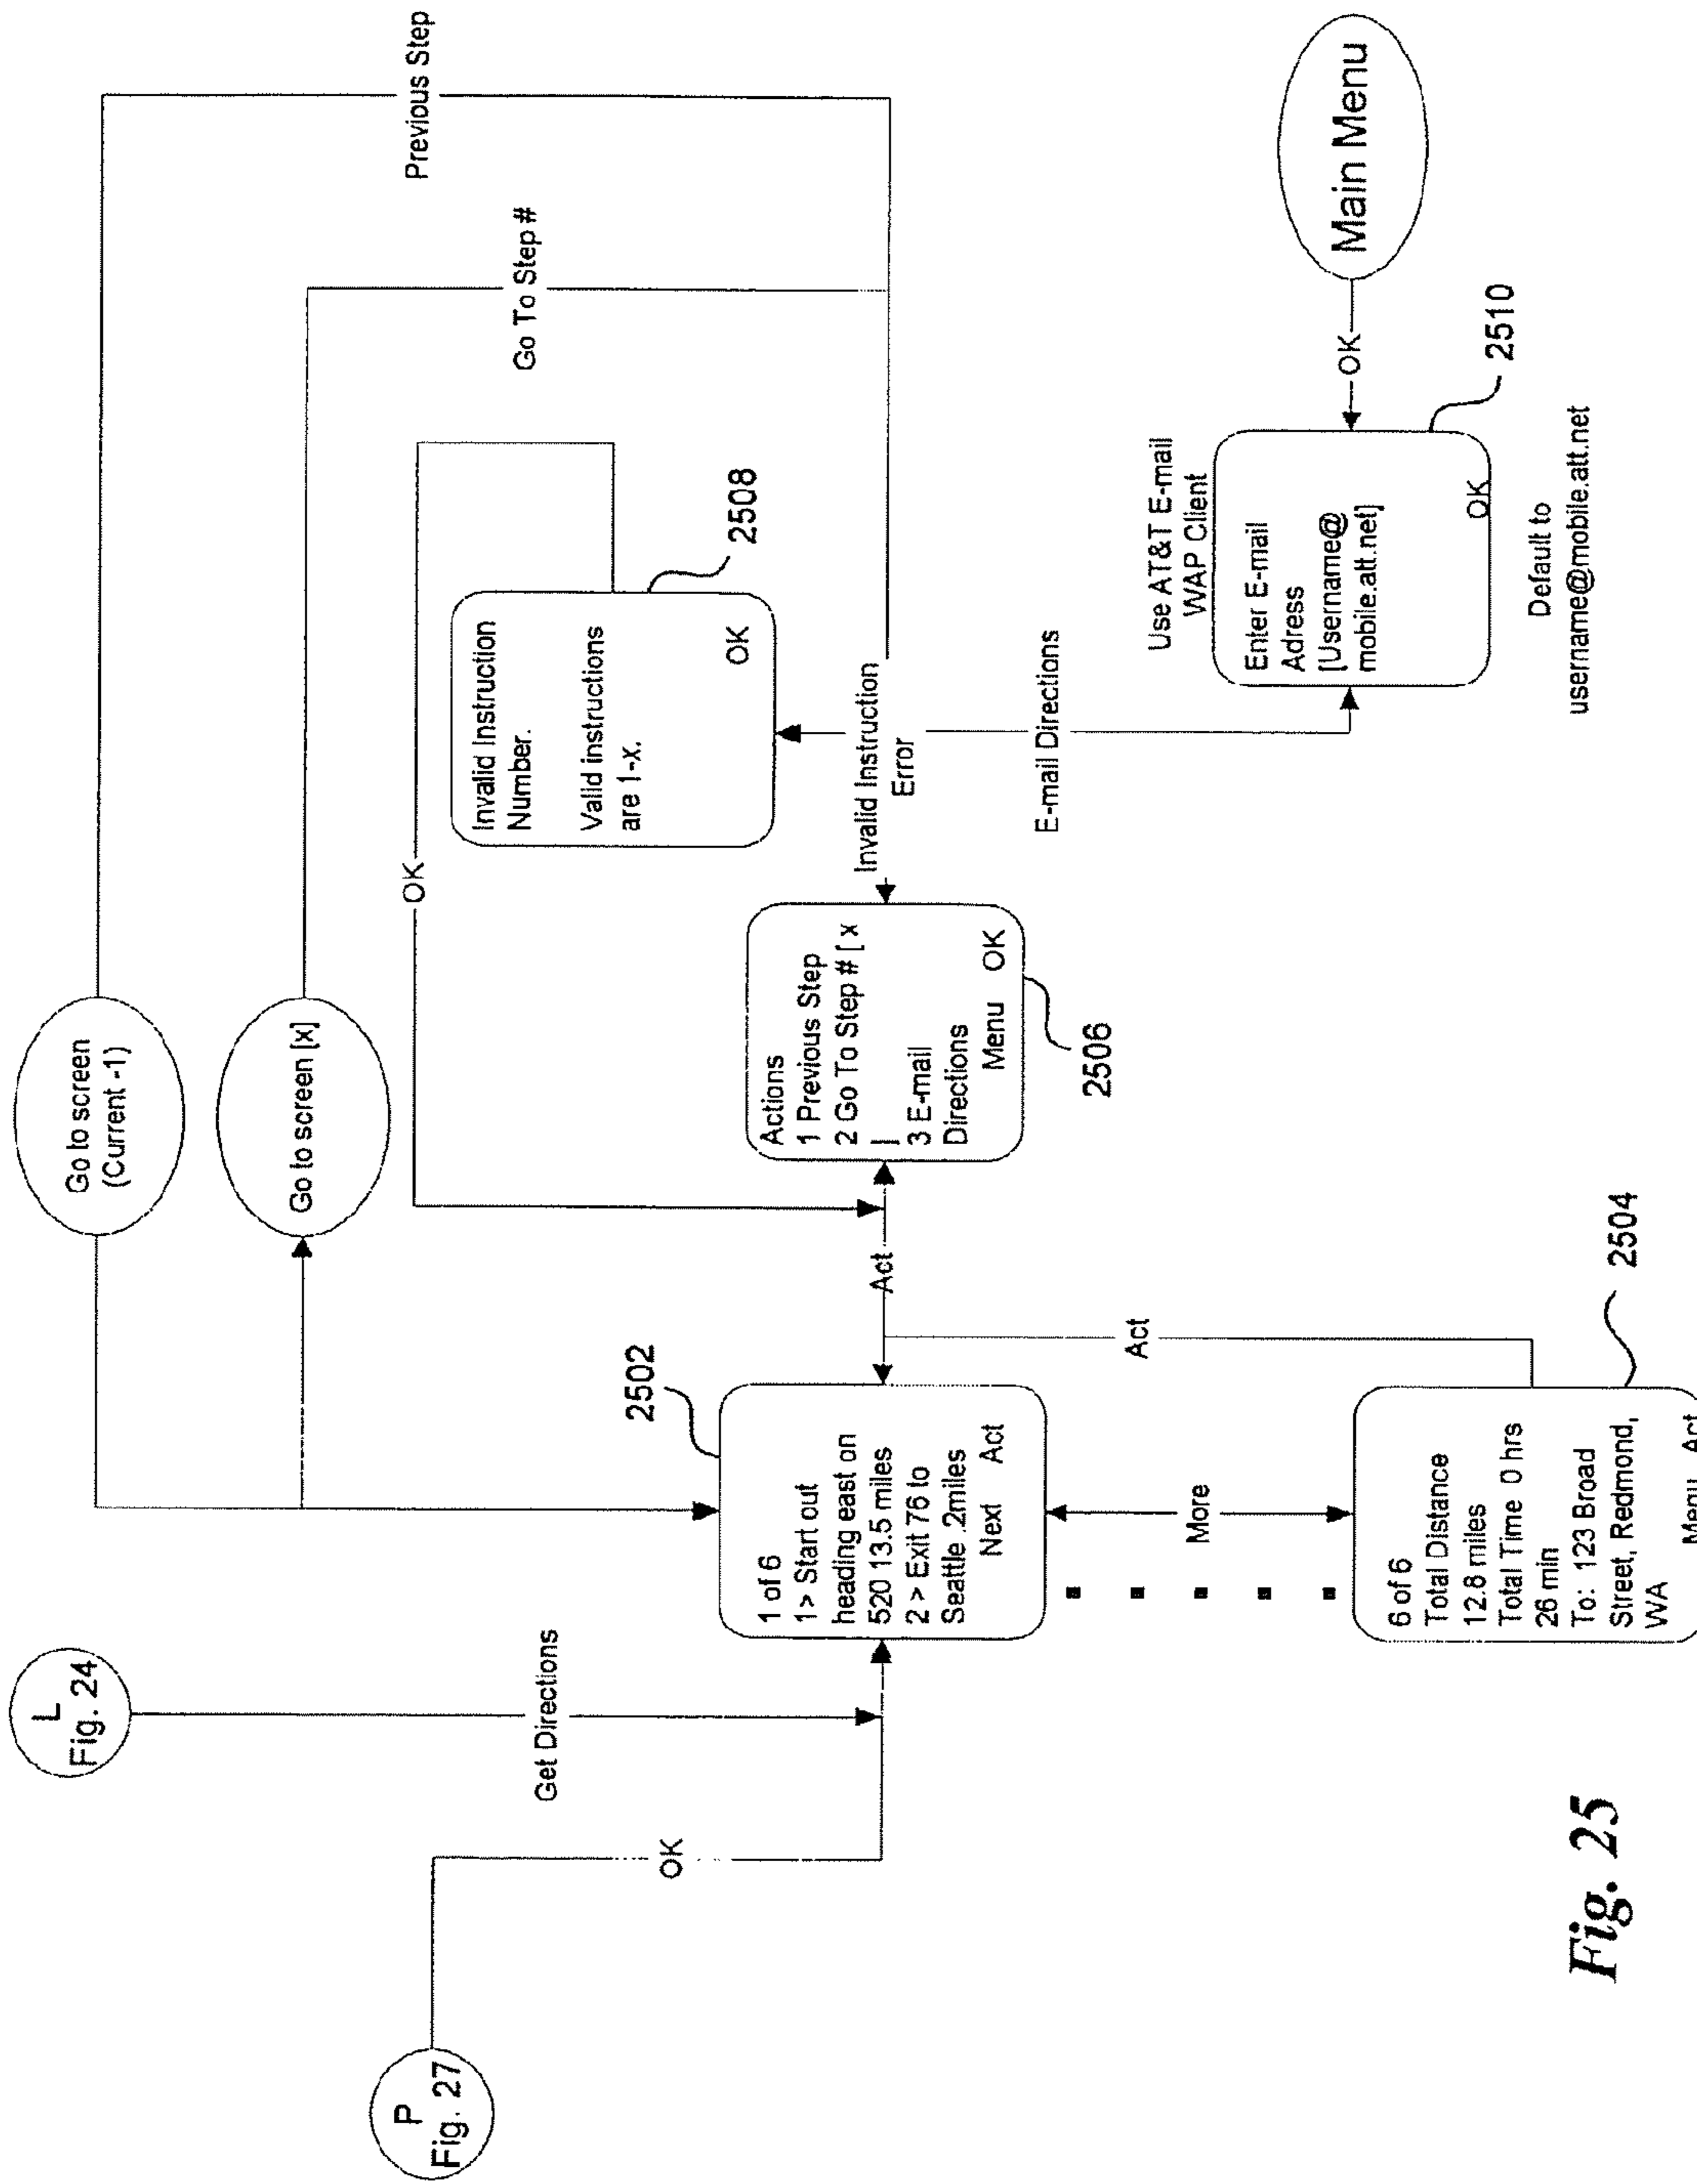 L
Fig. 24
P
Fig. 27
Get Directions
OK
Go to screen
(Current -1)
Go to screen [x]
Previous Step
Go To Step #
OK
2502
1 of 6
1> Start out
heading east on
520 13.5 miles
2 > Exit 76 to
Seattle .2miles
Next Act
Act
Actions
1 Previous Step
2 Go To Step # [ x
]
3 E-mail
Directions
Menu OK
2506
Invalid Instruction
Error
Invalid Instruction
Number.
Valid instructions
are 1-x.
OK
2508
More
Act
6 of 6
Total Distance
12.8 miles
Total Time 0 hrs
26 min
To: 123 Broad
Street, Redmond,
WA
Menu Act
2504
E-mail Directions
Use AT&T E-mail
WAP Client
Enter E-mail
Adress
[Username@
mobile.att.net]
OK
2510
Default to
username@mobile.att.net
OK
Main Menu
Fig. 25